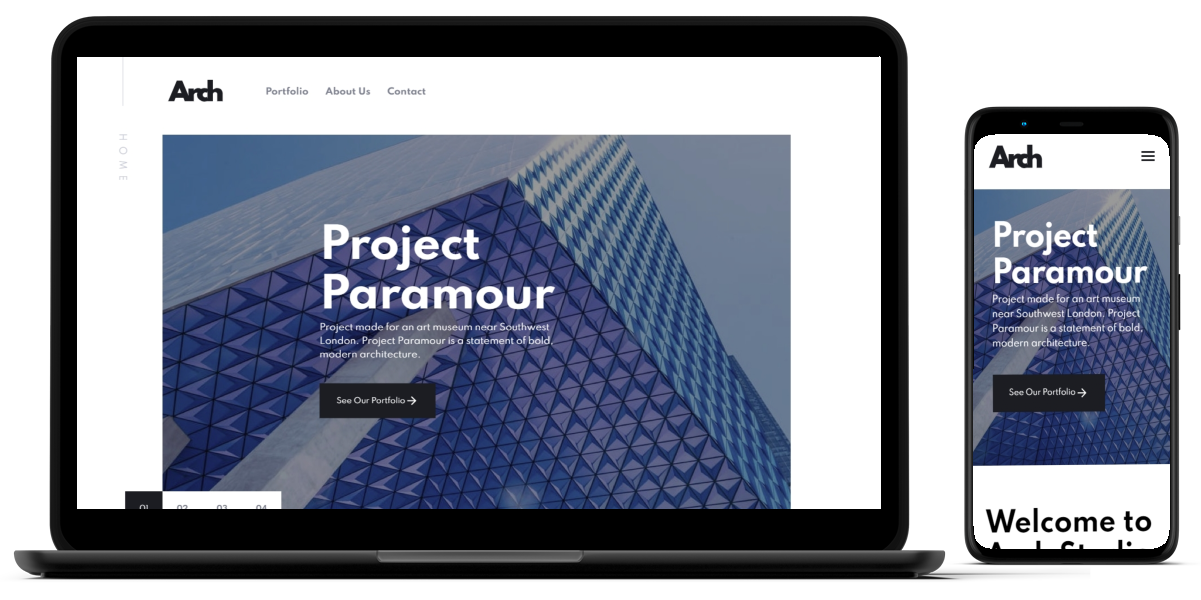 Arch
Portfolio About Us Contact
HOME
Project
Paramour
Project made for an art museum near Southwest
London. Project Paramour is a statement of bold,
modern architecture.
See Our Portfolio →
01 02 03 04
Arch
Project
Paramour
Project made for an art museum
near Southwest London. Project
Paramour is a statement of bold,
modern architecture.
See Our Portfolio →
Welcome to
Arch Studio